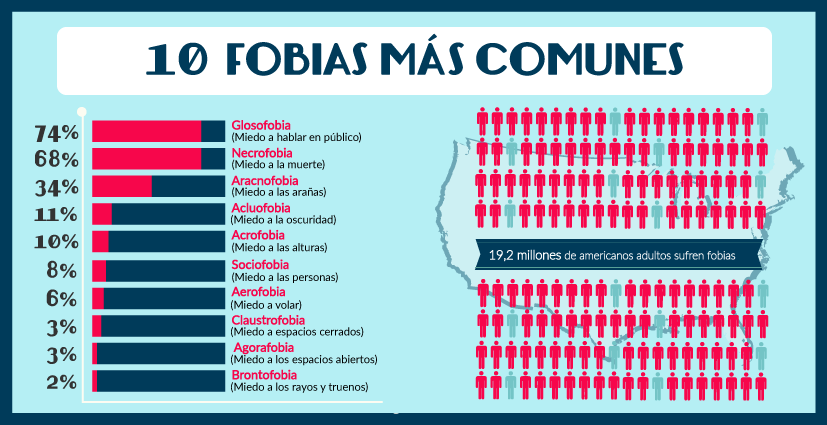 10 FOBIAS MÁS COMUNES
74% Glosofobia
(Miedo a hablar en público)
68% Necrofobia
(Miedo a la muerte)
34% Aracnofobia
(Miedo a las arañas)
11% Acluofobia
(Miedo a la oscuridad)
10% Acrofobia
(Miedo a las alturas)
8% Sociofobia
(Miedo a las personas)
6% Aerofobia
(Miedo a volar)
3% Claustrofobia
(Miedo a espacios cerrados)
3% Agorafobia
(Miedo a los espacios abiertos)
2% Brontofobia
(Miedo a los rayos y truenos)
19,2 millones de americanos adultos sufren fobias